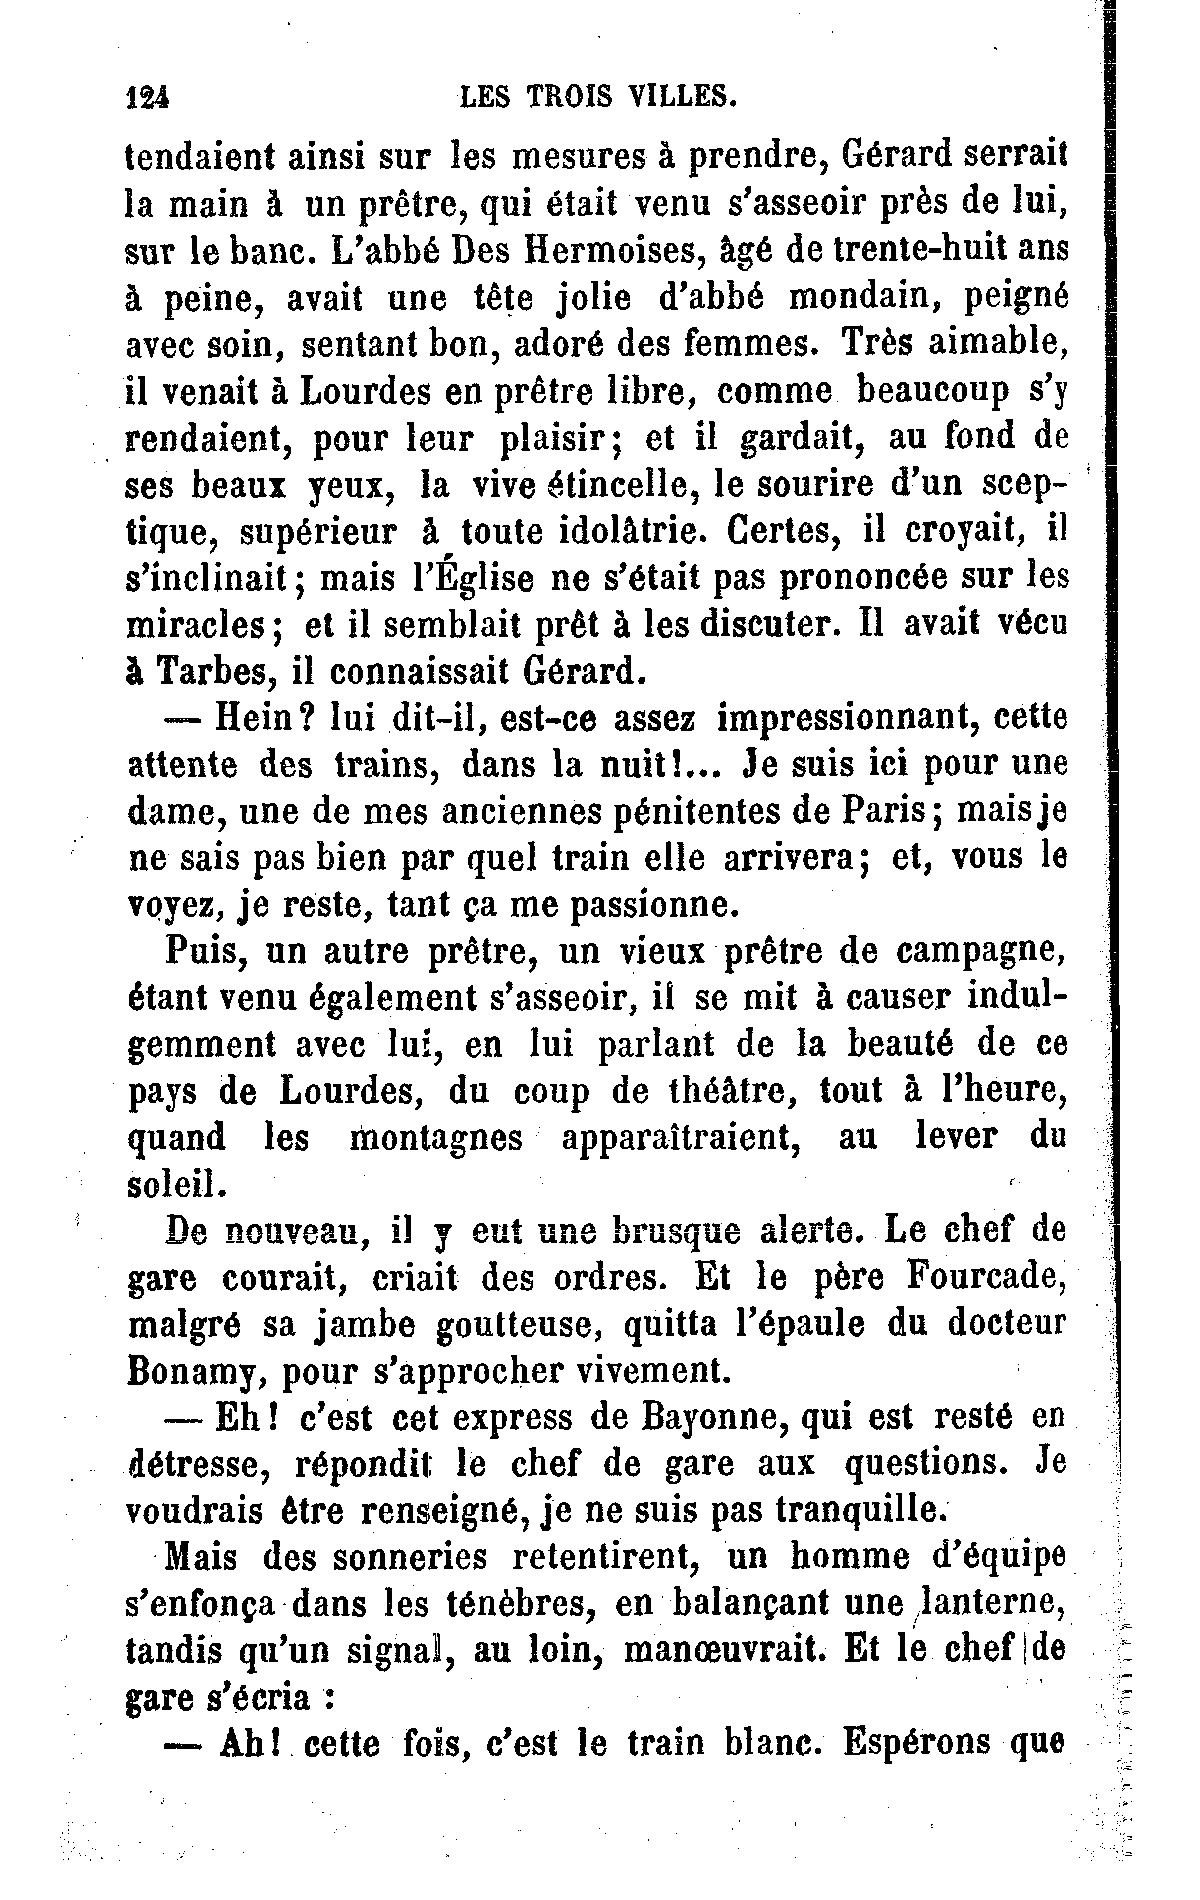 124 LES TROIS VILLES.
tendaient ainsi sur les mesures à prendre, Gérard serrait
la main à un prêtre, qui était venu s'asseoir près de lui,
sur le banc. L'abbé Des Hermoises, âgé de trente-huit ans
à peine, avait une tête jolie d'abbé mondain, peigné
avec soin, sentant bon, adoré des femmes. Très aimable,
il venait à Lourdes en prêtre libre, comme beaucoup s'y
rendaient, pour leur plaisir; et il gardait, au fond de
ses beaux yeux, la vive étincelle, le sourire d'un scep-
tique, supérieur à toute idolâtrie. Certes, il croyait, il
s'inclinait; mais l'Église ne s'était pas prononcée sur les
miracles; et il semblait prêt à les discuter. Il avait vécu
à Tarbes, il connaissait Gérard.
— Hein? lui dit-il, est-ce assez impressionnant, cette
attente des trains, dans la nuit!... Je suis ici pour une
dame, une de mes anciennes pénitentes de Paris; mais je
ne sais pas bien par quel train elle arrivera; et, vous le
voyez, je reste, tant ça me passionne.
Puis, un autre prêtre, un vieux prêtre de campagne,
étant venu également s'asseoir, il se mit à causer indul-
gemment avec lui, en lui parlant de la beauté de ce
pays de Lourdes, du coup de théâtre, tout à l'heure,
quand les montagnes apparaîtraient, au lever du
soleil.
De nouveau, il y eut une brusque alerte. Le chef de
gare courait, criait des ordres. Et le père Fourcade,
malgré sa jambe goutteuse, quitta l'épaule du docteur
Bonamy, pour s'approcher vivement.
— Eh! c'est cet express de Bayonne, qui est resté en
détresse, répondit le chef de gare aux questions. Je
voudrais être renseigné, je ne suis pas tranquille.
Mais des sonneries retentirent, un homme d'équipe
s'enfonça dans les ténèbres, en balançant une lanterne,
tandis qu'un signal, au loin, manœuvrait. Et le chef de
gare s'écria :
— Ah! cette fois, c'est le train blanc. Espérons que